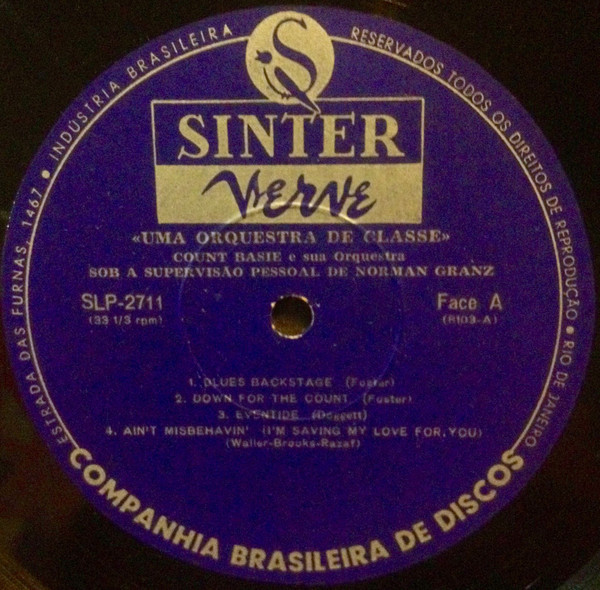 ESTRADA DAS FURNAS, 1467 • INDÚSTRIA BRASILEIRA
RESERVADOS TODOS OS DIREITOS DE REPRODUÇÃO • RIO DE JANEIRO
S
SINTER
Verve
«UMA ORQUESTRA DE CLASSE»
COUNT BASIE e sua Orquestra
SOB A SUPERVISÃO PESSOAL DE NORMAN GRANZ
SLP-2711 Face A
(33 1/3 rpm) (R103-A)
1. BLUES BACKSTAGE (Foster)
2. DOWN FOR THE COUNT (Foster)
3. EVENTIDE (Doggett)
4. AIN'T MISBEHAVIN' (I'M SAVING MY LOVE FOR YOU)
(Waller-Brooks-Razaf)
COMPANHIA BRASILEIRA DE DISCOS